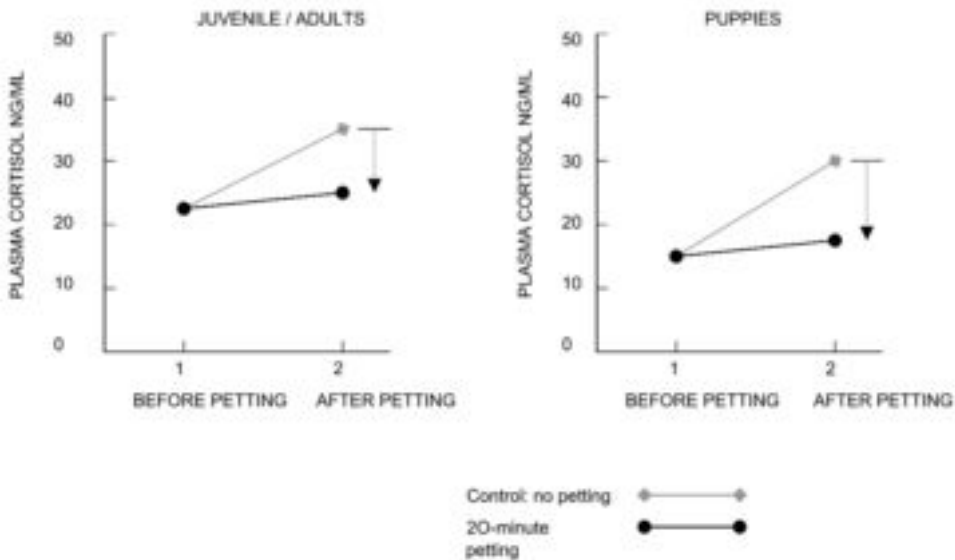 JUVENILE / ADULTS
PLASMA CORTISOL NG/ML
50
40
30
20
10
0
1
2
BEFORE PETTING
AFTER PETTING
PUPPIES
PLASMA CORTISOL NG/ML
50
40
30
20
10
0
1
2
BEFORE PETTING
AFTER PETTING
Control: no petting
2O-minute
petting